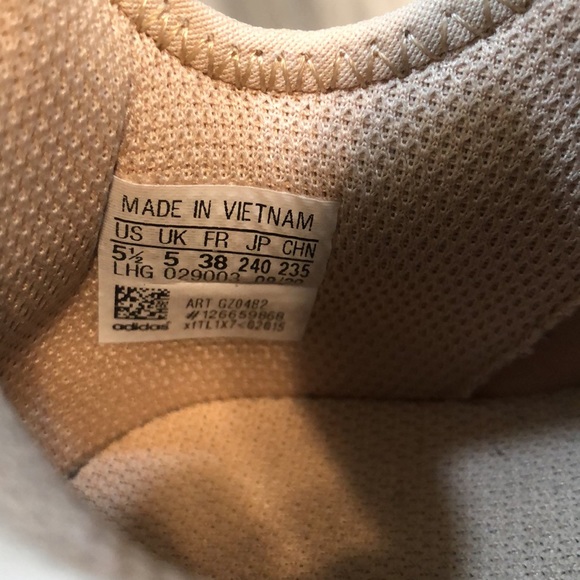 MADE IN VIETNAM
US UK FR JP CHN
5½ 5 38 240 235
LHG 029003
ART GZ0482
#126659868
adidas